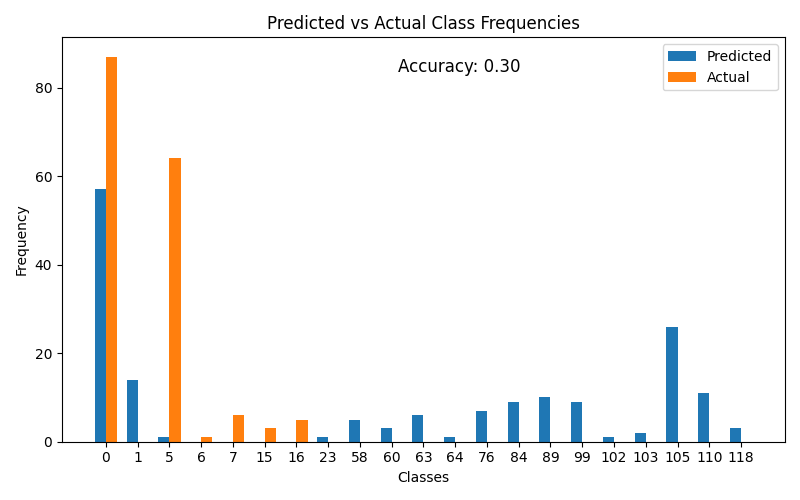 Predicted vs Actual Class Frequencies
Accuracy: 0.30
Predicted
Actual
80
60
40
20
0
Frequency
0 1 5 6 7 15 16 23 58 60 63 64 76 84 89 99 102 103 105 110 118
Classes